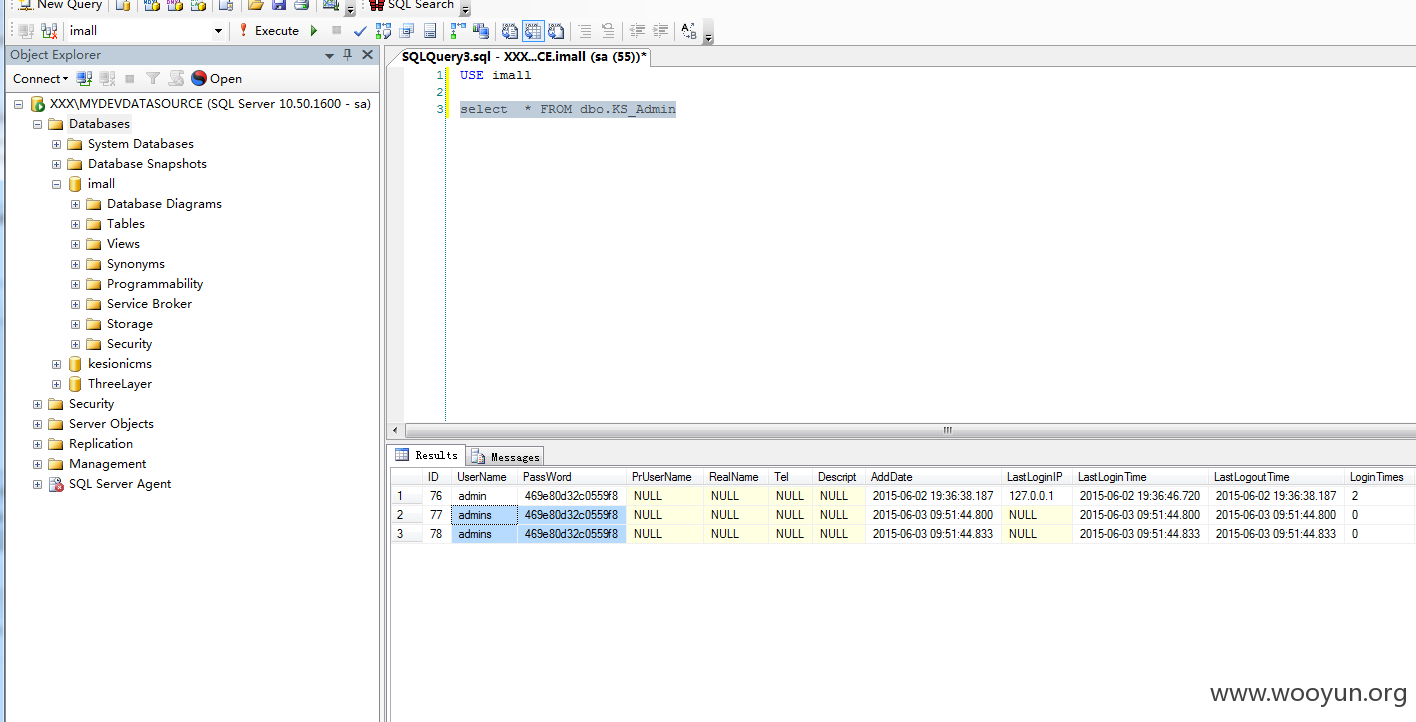 New Query SQL Search
imall Execute
Object Explorer
Connect Open
XXX\MYDEVDATASOURCE (SQL Server 10.50.1600 - sa)
Databases
System Databases
Database Snapshots
imall
Database Diagrams
Tables
Views
Synonyms
Programmability
Service Broker
Storage
Security
kesionicms
ThreeLayer
Security
Server Objects
Replication
Management
SQL Server Agent
SQLQuery3.sql - XXX...CE.imall (sa (55))*
1 USE imall
2
3 select * FROM dbo.KS_Admin
Results Messages
ID UserName PassWord PrUserName RealName Tel Descript AddDate LastLoginIP LastLoginTime LastLogoutTime LoginTimes
1 76 admin 469e80d32c0559f8 NULL NULL NULL NULL 2015-06-02 19:36:38.187 127.0.0.1 2015-06-02 19:36:46.720 2015-06-02 19:36:38.187 2
2 77 admins 469e80d32c0559f8 NULL NULL NULL NULL 2015-06-03 09:51:44.800 NULL 2015-06-03 09:51:44.800 2015-06-03 09:51:44.800 0
3 78 admins 469e80d32c0559f8 NULL NULL NULL NULL 2015-06-03 09:51:44.833 NULL 2015-06-03 09:51:44.833 2015-06-03 09:51:44.833 0
www.wooyun.org